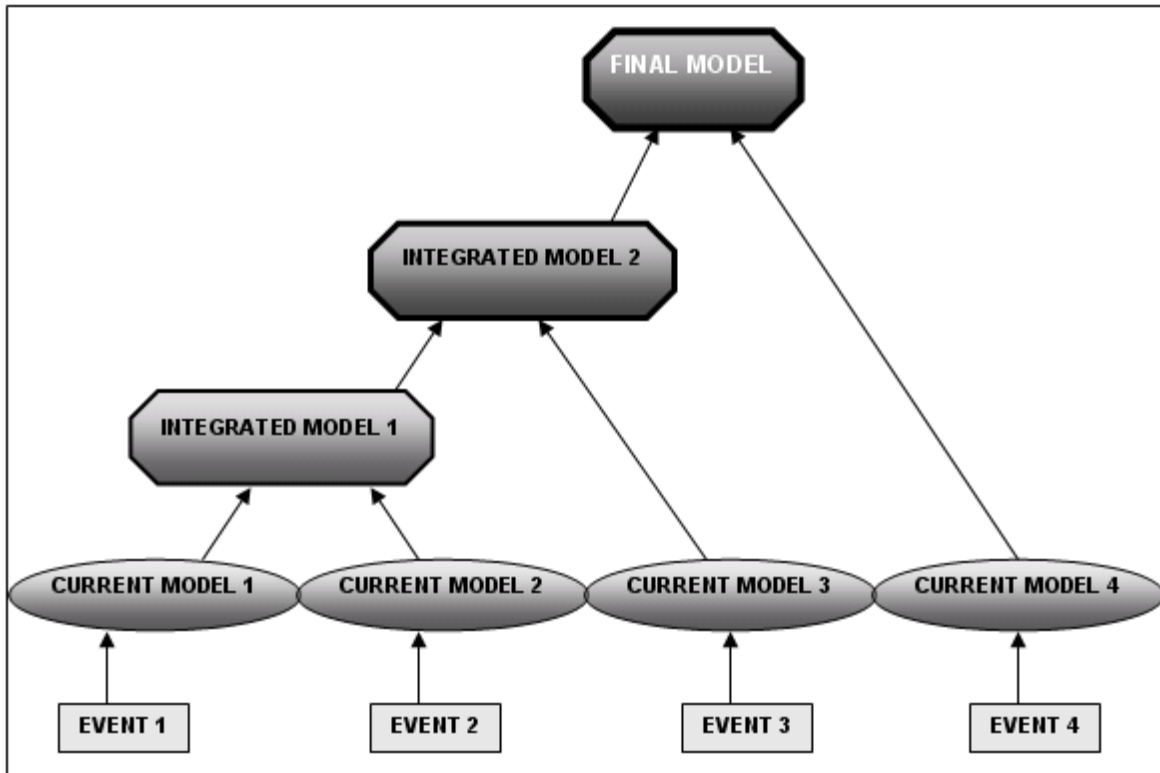 FINAL MODEL
INTEGRATED MODEL 2
INTEGRATED MODEL 1
CURRENT MODEL 1
CURRENT MODEL 2
CURRENT MODEL 3
CURRENT MODEL 4
EVENT 1
EVENT 2
EVENT 3
EVENT 4